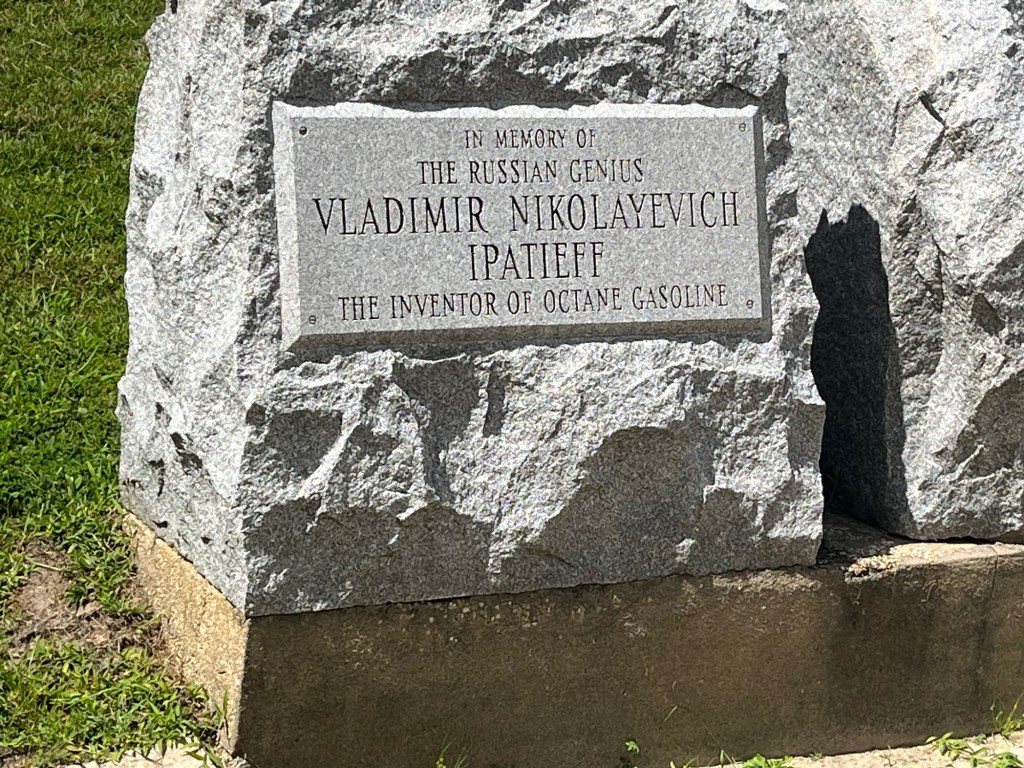 IN MEMORY OF
THE RUSSIAN GENIUS
VLADIMIR NIKOLAYEVICH
IPATIEFF
THE INVENTOR OF OCTANE GASOLINE